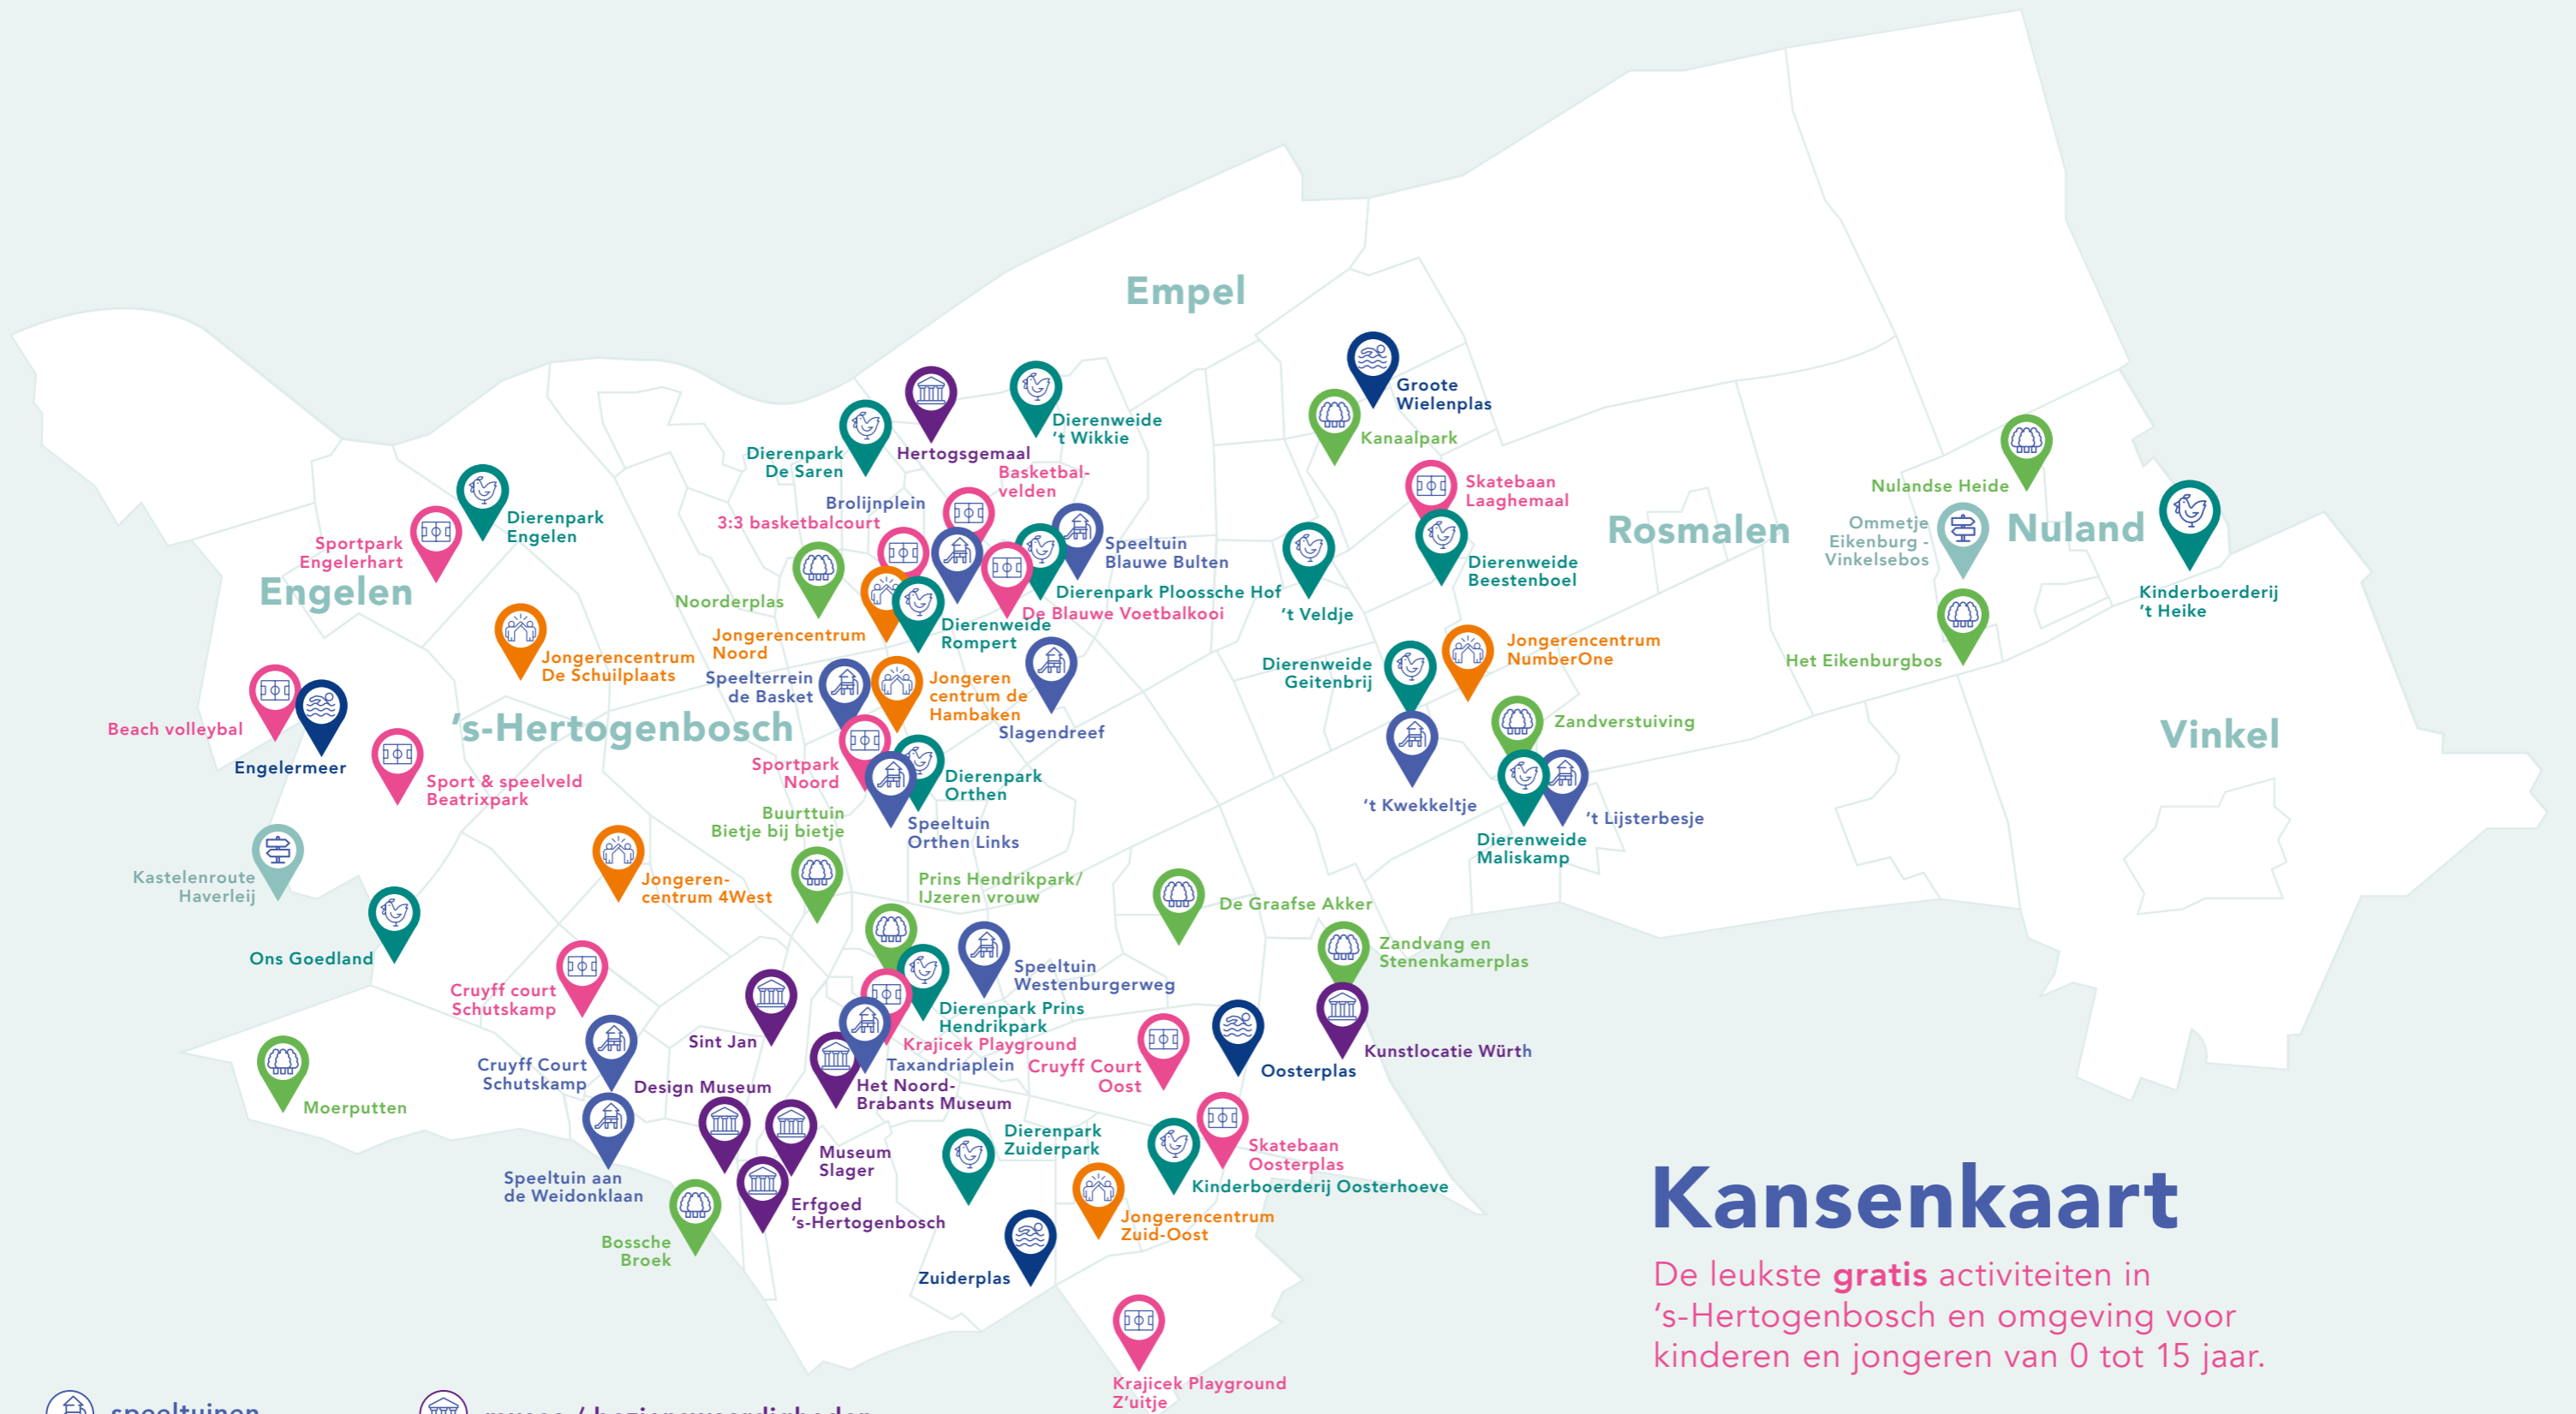 Empel
Groote
Wielenplas
Kanaalpark
Dierenweide
‘t Wikkie
Hertogsgemaal
Dierenpark
De Saren
Basketbal-
velden
Brolijnplein
3:3 basketbalcourt
Skatebaan
Laaghemaal
Nulandse Heide
Dierenpark
Engelen
Sportpark
Engelerhart
Engelen
Speeltuin
Blauwe Bulten
Rosmalen
Ommetje
Eikenburg -
Vinkelsebos
Nuland
Dierenweide
Beestenboel
Kinderboerderij
‘t Heike
Noorderplas
Dierenpark Ploossche Hof
De Blauwe Voetbalkooi
‘t Veldje
Jongerencentrum
Noord
Dierenweide
Rompert
Jongerencentrum
De Schuilplaats
Jongerencentrum
NumberOne
Dierenweide
Geitenbrij
Het Eikenburgbos
Speelterrein
de Basket
Jongeren
centrum de
Hambaken
Slagendreef
Beach volleybal
‘s-Hertogenbosch
Zandverstuiving
Vinkel
Engelermeer
Sport & speelveld
Beatrixpark
Sportpark
Noord
Dierenpark
Orthen
‘t Kwekkeltje
‘t Lijsterbesje
Buurttuin
Bietje bij bietje
Speeltuin
Orthen Links
Dierenweide
Maliskamp
Kastelenroute
Haverleij
Jongeren-
centrum 4West
Prins Hendrikpark/
IJzeren vrouw
De Graafse Akker
Ons Goedland
Zandvang en
Stenenkamerplas
Speeltuin
Westenburgerweg
Cruyff court
Schutskamp
Dierenpark Prins
Hendrikpark
Krajicek Playground
Sint Jan
Taxandriaplein
Cruyff Court
Oost
Oosterplas
Kunstlocatie Würth
Cruyff Court
Schutskamp
Design Museum
Het Noord-
Brabants Museum
Moerputten
Museum
Slager
Dierenpark
Zuiderpark
Skatebaan
Oosterplas
Kinderboerderij Oosterhoeve
Speeltuin aan
de Weidonklaan
Erfgoed
‘s-Hertogenbosch
Jongerencentrum
Zuid-Oost
Bossche
Broek
Zuiderplas
Krajicek Playground
Z’uitje
Kansenkaart
De leukste gratis activiteiten in
‘s-Hertogenbosch en omgeving voor
kinderen en jongeren van 0 tot 15 jaar.
speeltuinen
musea / bezienswaardigheden